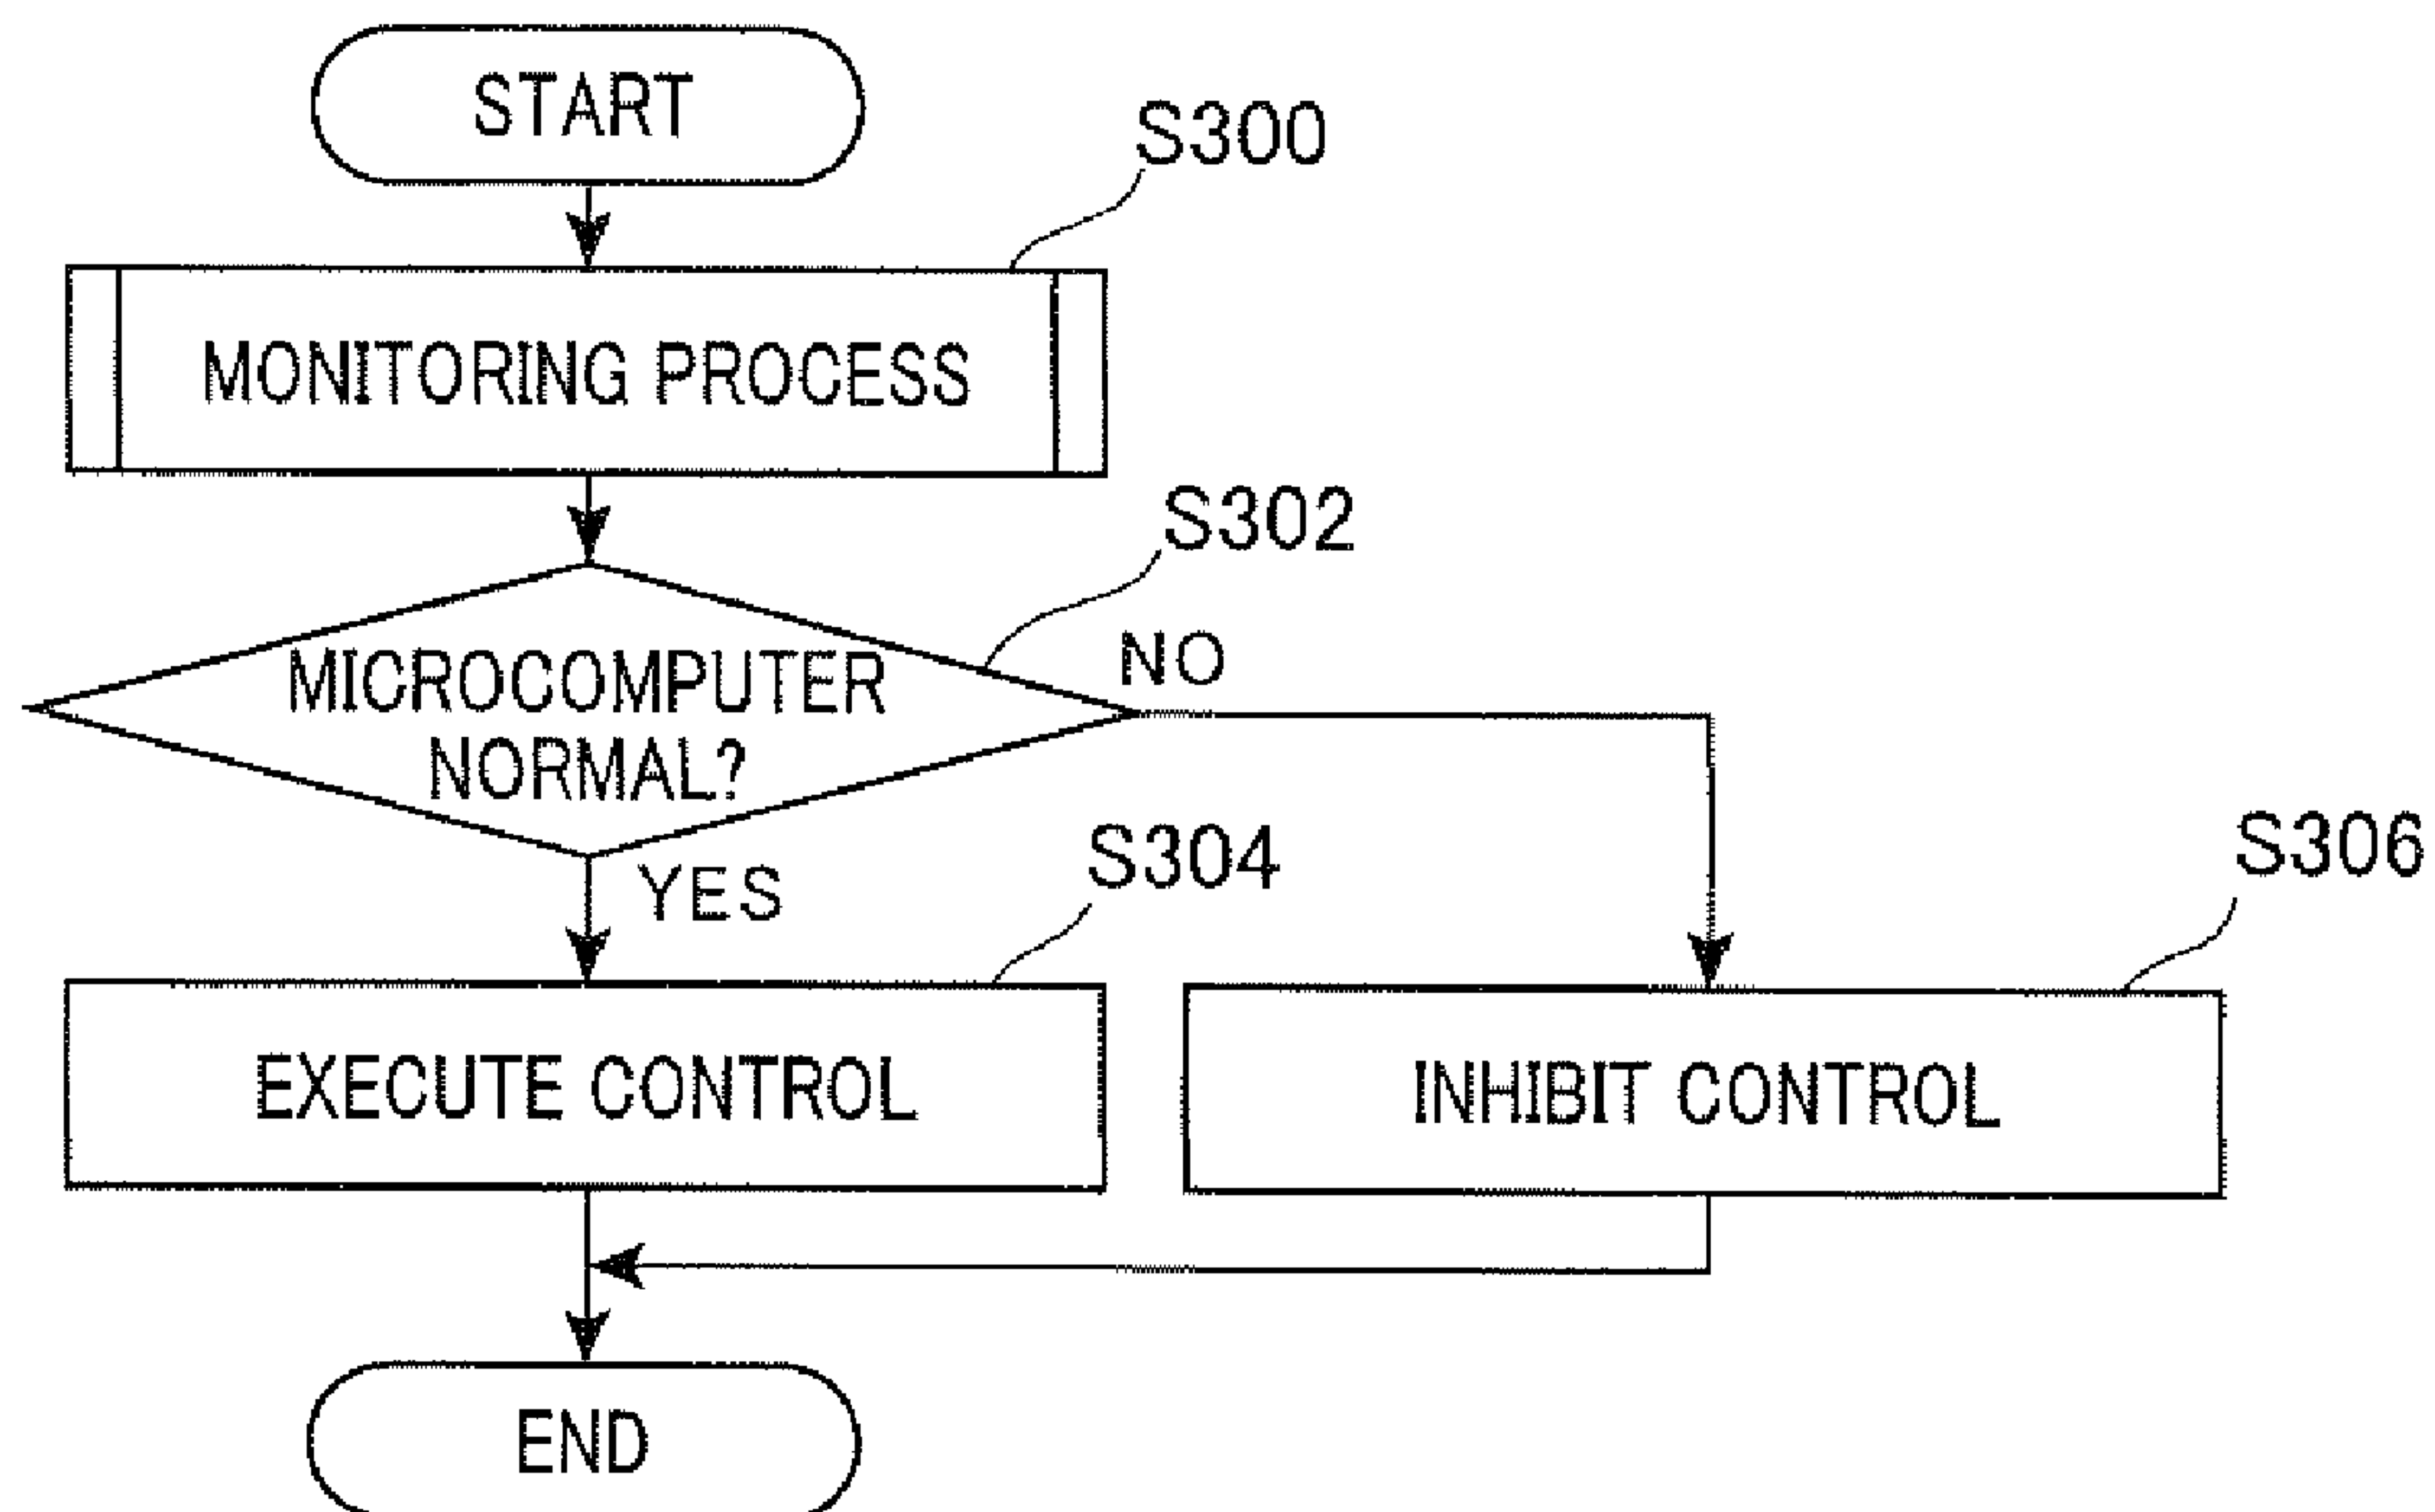 START
S300
MONITORING PROCESS
S302
MICROCOMPUTER
NORMAL?
NO
YES
S304
S306
EXECUTE CONTROL
INHIBIT CONTROL
END